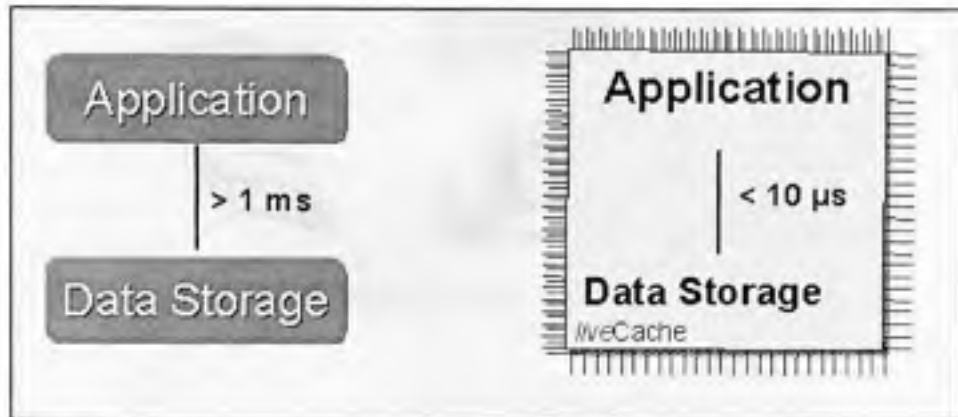 Application
> 1 ms
Data Storage
Application
< 10 µs
Data Storage
liveCache